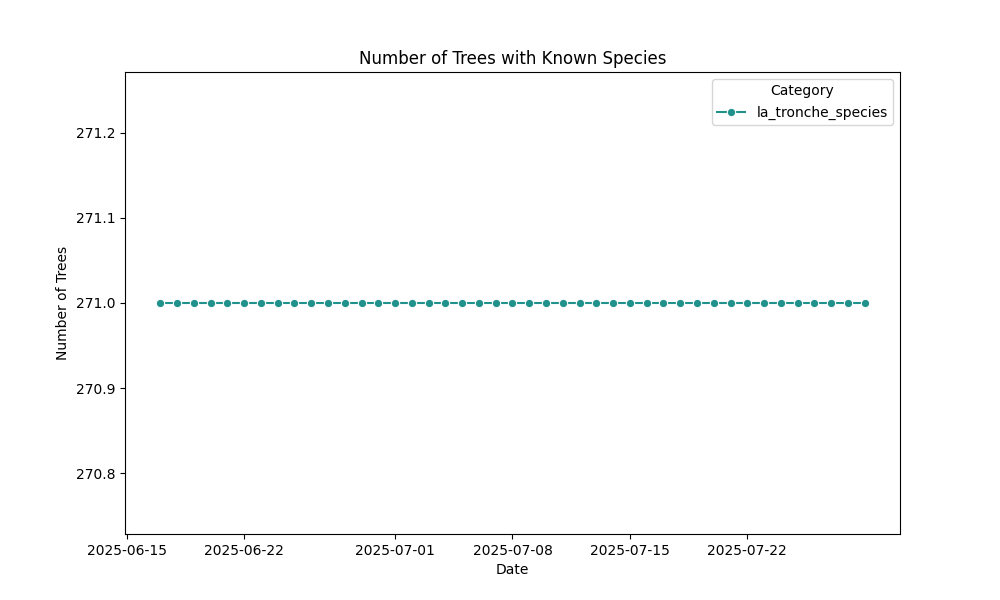 Number of Trees with Known Species
Category
la_tronche_species
271.2
271.1
271.0
270.9
270.8
Number of Trees
2025-06-15
2025-06-22
2025-07-01
2025-07-08
2025-07-15
2025-07-22
Date